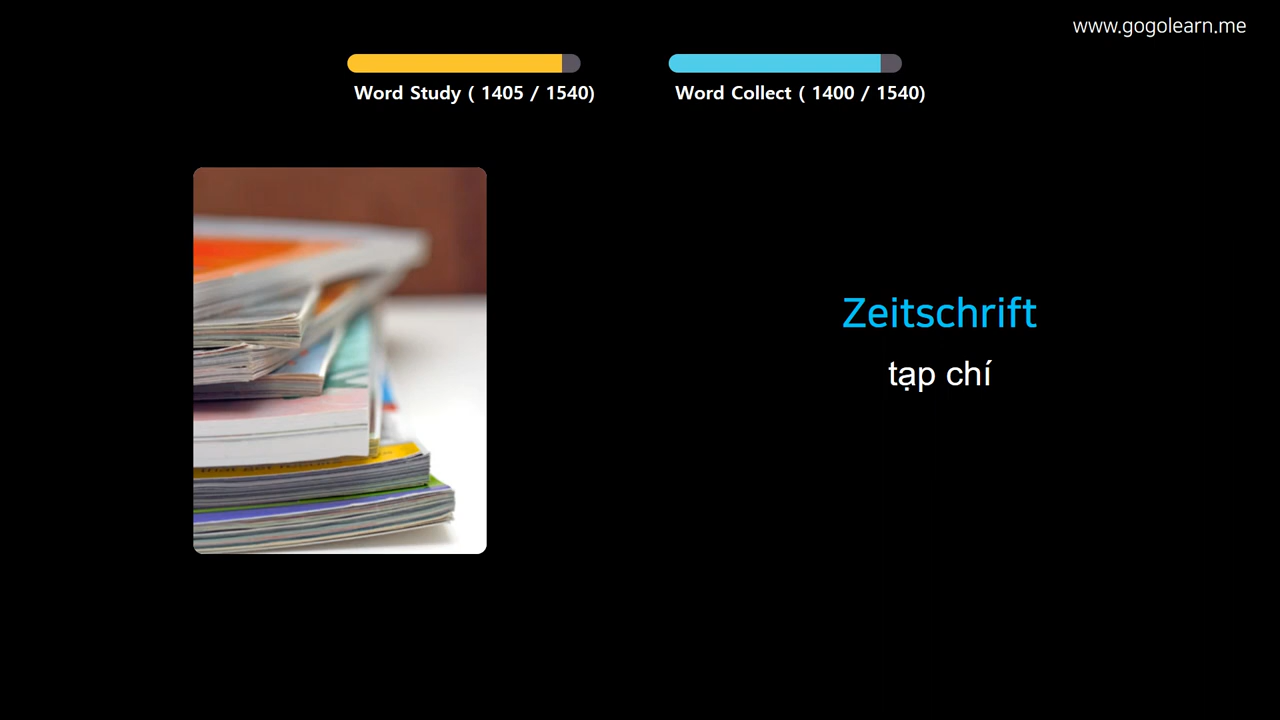 www.gogolearn.me
Word Study ( 1405 / 1540)
Word Collect ( 1400 / 1540)
Zeitschrift
tạp chí